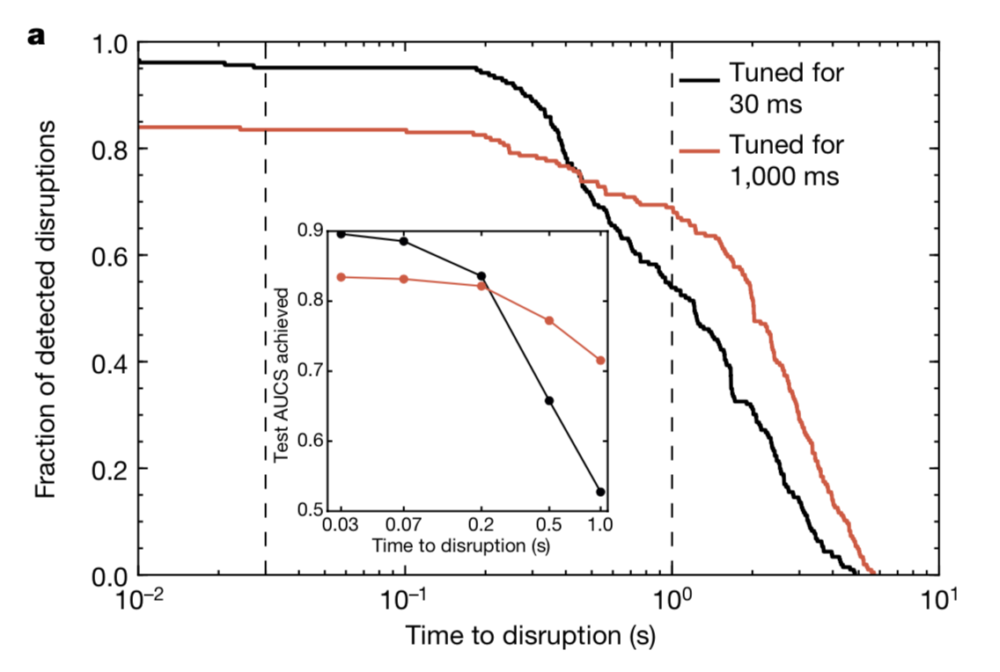 a
1.0
0.8
0.6
0.4
0.2
0.0
Fraction of detected disruptions
Tuned for
30 ms
Tuned for
1,000 ms
0.9
0.8
0.7
0.6
0.5
Test AUCS achieved
0.03 0.07 0.2 0.5 1.0
Time to disruption (s)
10⁻² 10⁻¹ 10⁰ 10¹
Time to disruption (s)